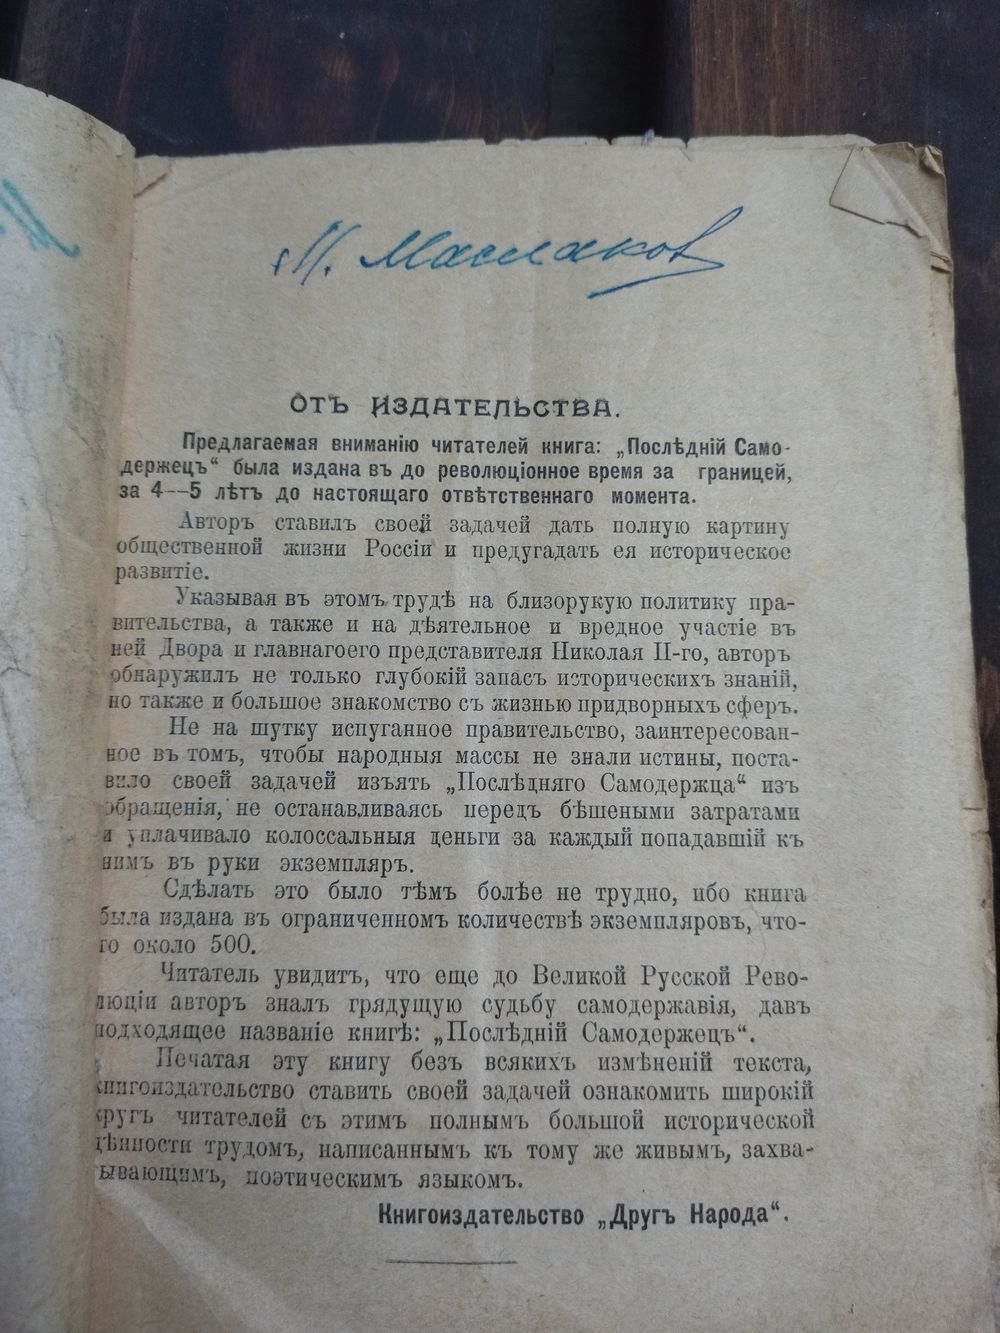 М. Маслаков
ОТЪ ИЗДАТЕЛЬСТВА.
Предлагаемая вниманію читателей книга: „Послѣдній Само-
держецъ“ была издана въ до революціонное время за границей,
за 4—5 лѣтъ до настоящаго отвѣтственнаго момента.
Авторъ ставилъ своей задачей дать полную картину
общественной жизни Россіи и предугадать ея историческое
развитіе.
Указывая въ этомъ трудѣ на близорукую политику пра-
вительства, а также и на дѣятельное и вредное участіе въ
ней Двора и главнагоего представителя Николая II-го, авторъ
обнаружилъ не только глубокій запасъ историческихъ знаній,
но также и большое знакомство съ жизнью придворныхъ сферъ.
Не на шутку испуганное правительство, заинтересован-
ное въ томъ, чтобы народныя массы не знали истины, поста-
вило своей задачей изъять „Послѣдняго Самодержца“ изъ
обращенія, не останавливаясь передъ бѣшеными затратами
и уплачивало колоссальныя деньги за каждый попадавшій къ
нимъ въ руки экземпляръ.
Сдѣлать это было тѣмъ болѣе не трудно, ибо книга
была издана въ ограниченномъ количествѣ экземпляровъ, что-
то около 500.
Читатель увидитъ, что еще до Великой Русской Рево-
люціи авторъ зналъ грядущую судьбу самодержавія, давъ
подходящее названіе книгѣ: „Послѣдній Самодержецъ“.
Печатая эту книгу безъ всякихъ измѣненій текста,
книгоиздательство ставитъ своей задачей ознакомить широкій
кругъ читателей съ этимъ полнымъ большой исторической
цѣнности трудомъ, написаннымъ къ тому же живымъ, захва-
тывающимъ, поэтическимъ языкомъ.
Книгоиздательство „Другъ Народа“.